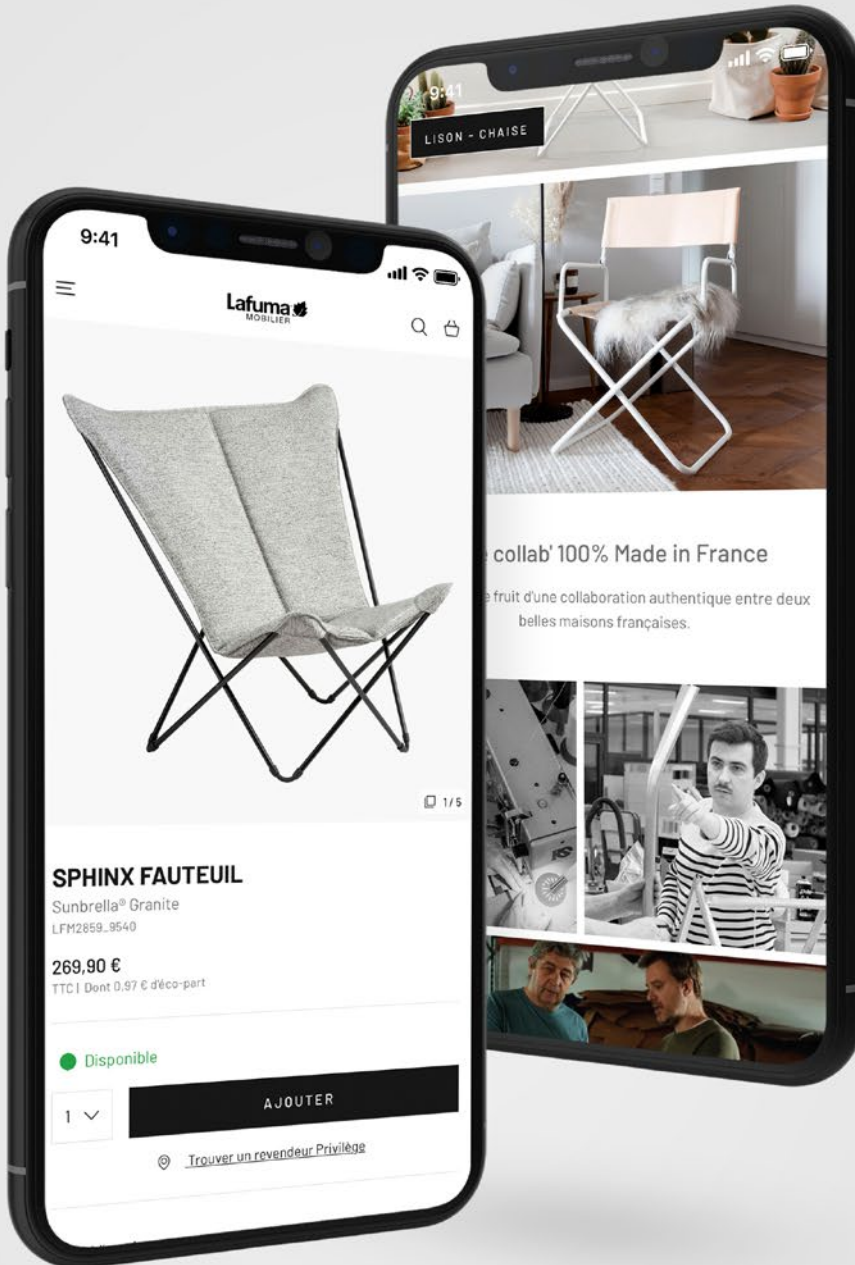 9:41
Lafuma
MOBILIER
1/5
SPHINX FAUTEUIL
Sunbrella® Granite
LFM2859_9540
269,90 €
TTC | Dont 0,97 € d'éco-part
Disponible
1
AJOUTER
Trouver un revendeur Privilège
9:41
LISON - CHAISE
collab' 100% Made in France
fruit d'une collaboration authentique entre deux
belles maisons françaises.